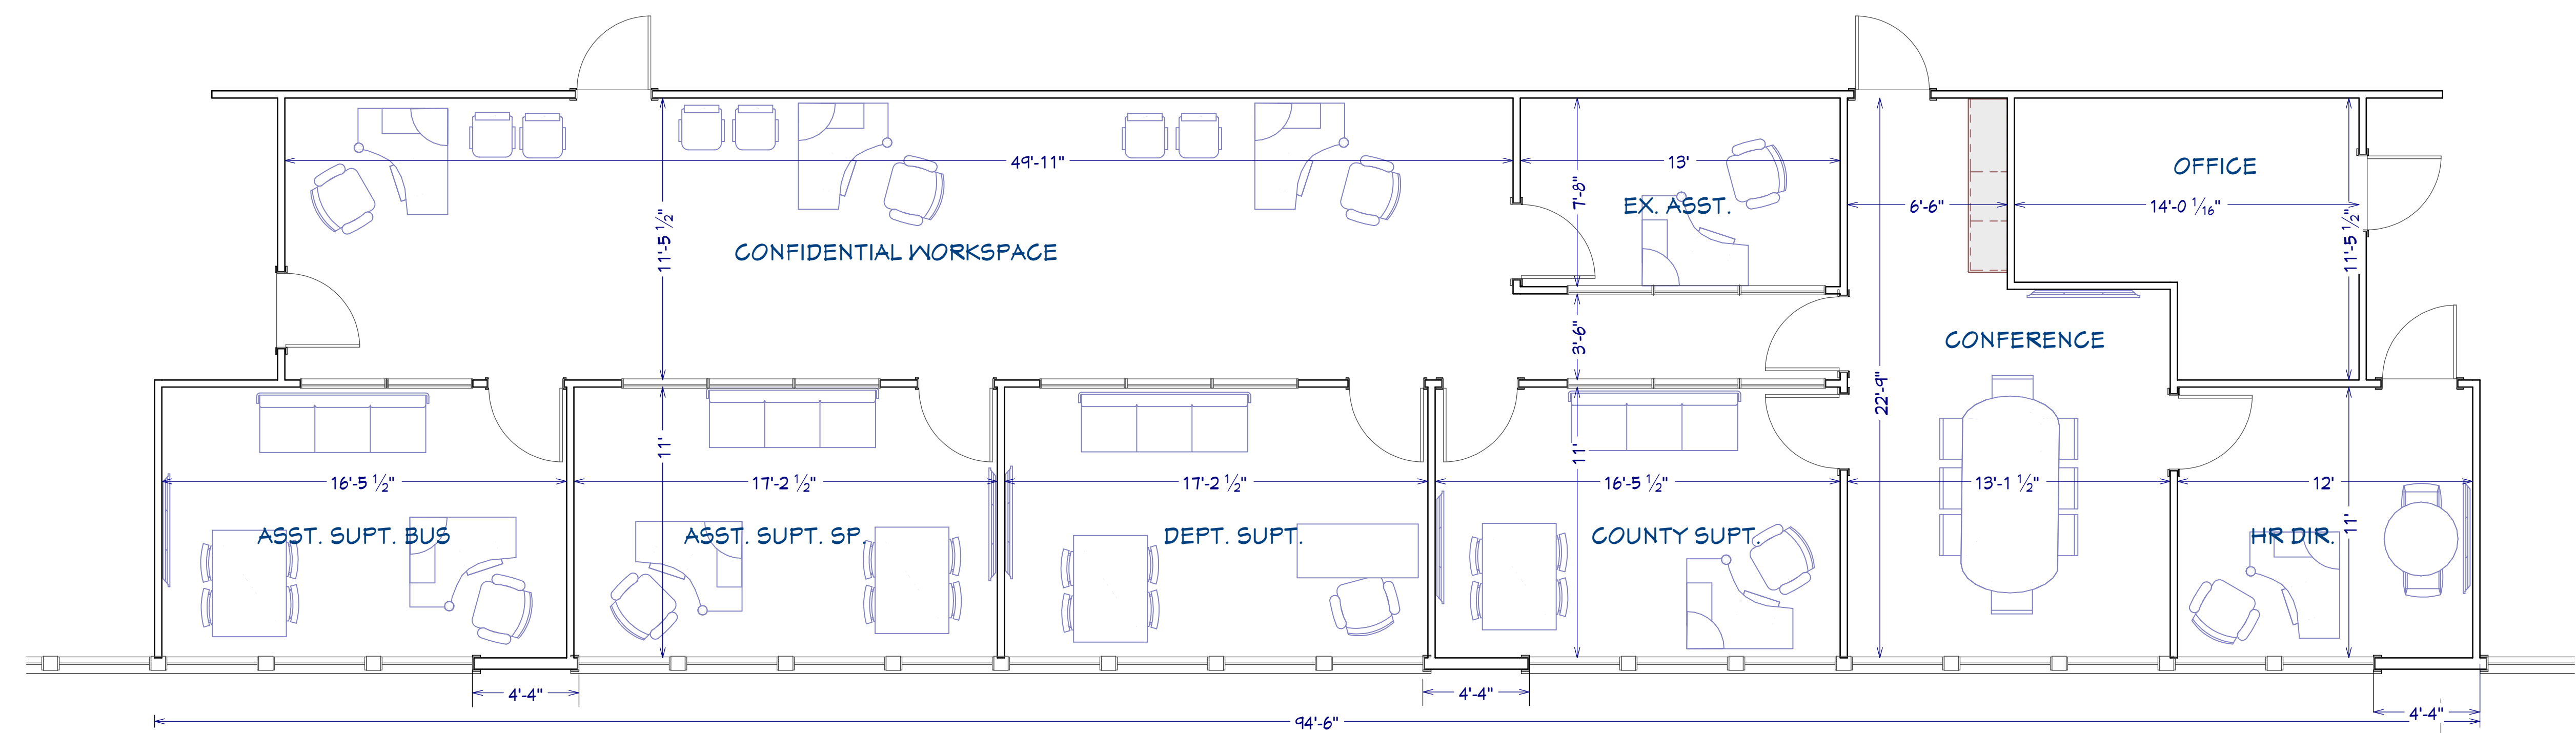 49'-11"
13'
7'-8"
OFFICE
EX. ASST.
6'-6"
14'-0 1/16"
11'-5 1/2"
CONFIDENTIAL WORKSPACE
11'-5 1/2"
3'-6"
CONFERENCE
22'-9"
11'
11'
16'-5 1/2"
17'-2 1/2"
17'-2 1/2"
16'-5 1/2"
13'-1 1/2"
12'
ASST. SUPT. BUS
ASST. SUPT. SP.
DEPT. SUPT.
COUNTY SUPT.
HR DIR.
11'
4'-4"
4'-4"
4'-4"
94'-6"